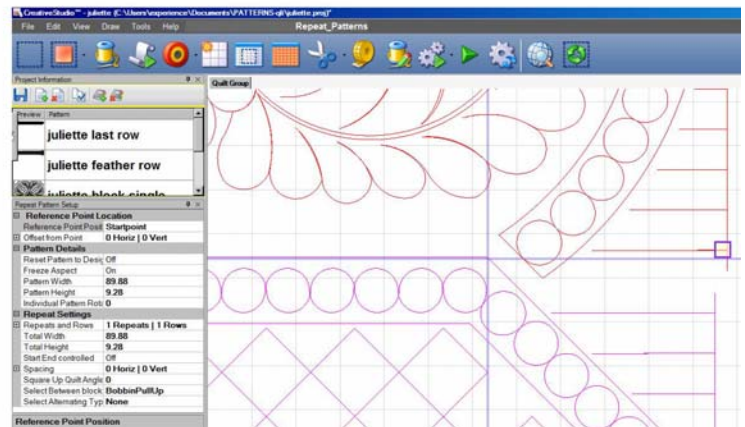 CreativeStudio™ - juliette (C:\Users\experience\Documents\PATTERNS-qli\juliette.proj)*
File Edit View Draw Tools Help Repeat_Patterns
Project Information
Quilt Group
Preview Pattern
juliette last row
juliette feather row
juliette block single
Repeat Pattern Setup
Reference Point Location
Reference Point Posit Startpoint
Offset from Point 0 Horiz | 0 Vert
Pattern Details
Reset Pattern to Desig Off
Freeze Aspect On
Pattern Width 89.88
Pattern Height 9.28
Individual Pattern Rota 0
Repeat Settings
Repeats and Rows 1 Repeats | 1 Rows
Total Width 89.88
Total Height 9.28
Start End controlled Off
Spacing 0 Horiz | 0 Vert
Square Up Quilt Angle 0
Select Between block BobbinPullUp
Select Alternating Typ None
Reference Point Position